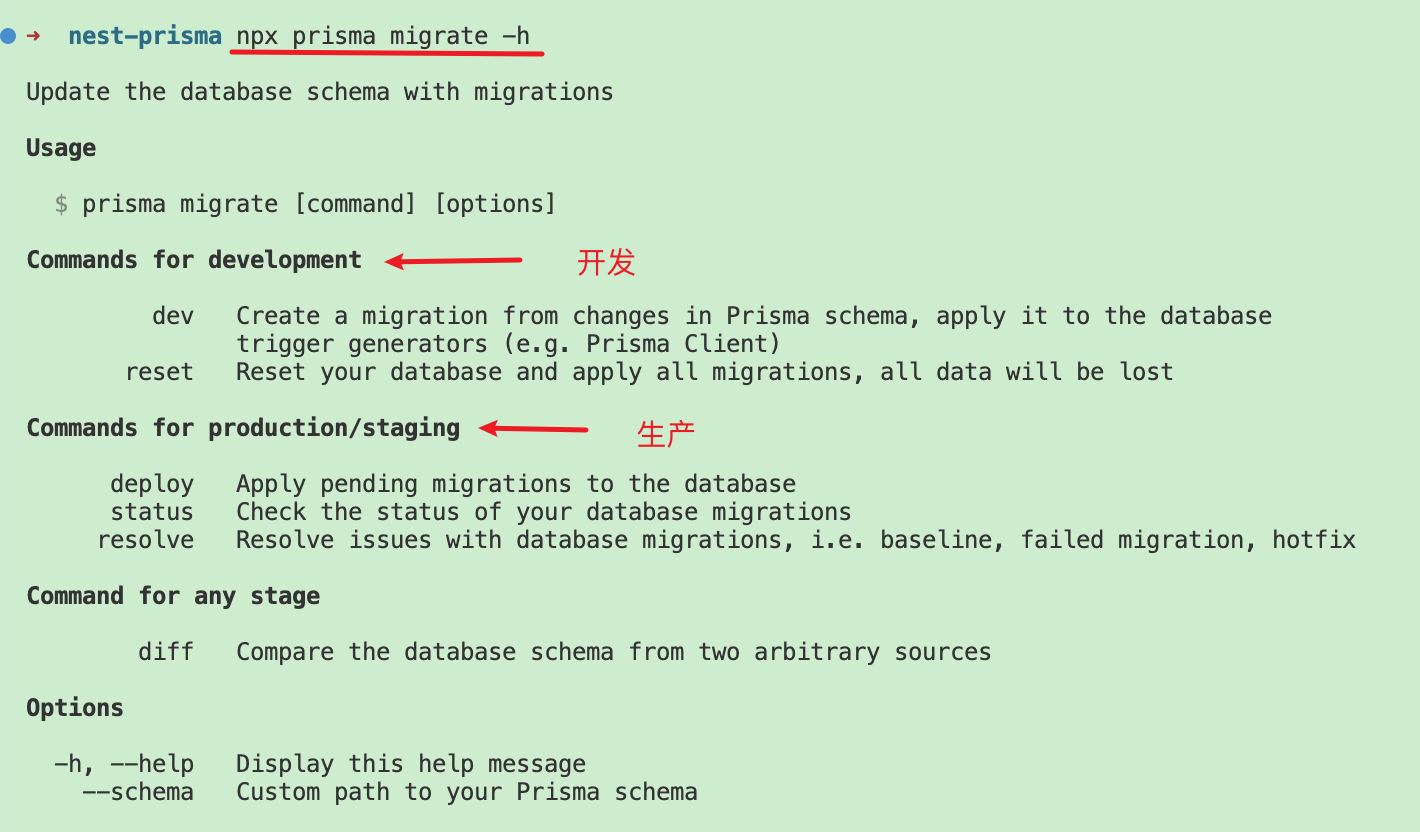 ➜ nest-prisma npx prisma migrate -h
Update the database schema with migrations
Usage
$ prisma migrate [command] [options]
Commands for development 开发
dev Create a migration from changes in Prisma schema, apply it to the database
trigger generators (e.g. Prisma Client)
reset Reset your database and apply all migrations, all data will be lost
Commands for production/staging 生产
deploy Apply pending migrations to the database
status Check the status of your database migrations
resolve Resolve issues with database migrations, i.e. baseline, failed migration, hotfix
Command for any stage
diff Compare the database schema from two arbitrary sources
Options
-h, --help Display this help message
--schema Custom path to your Prisma schema